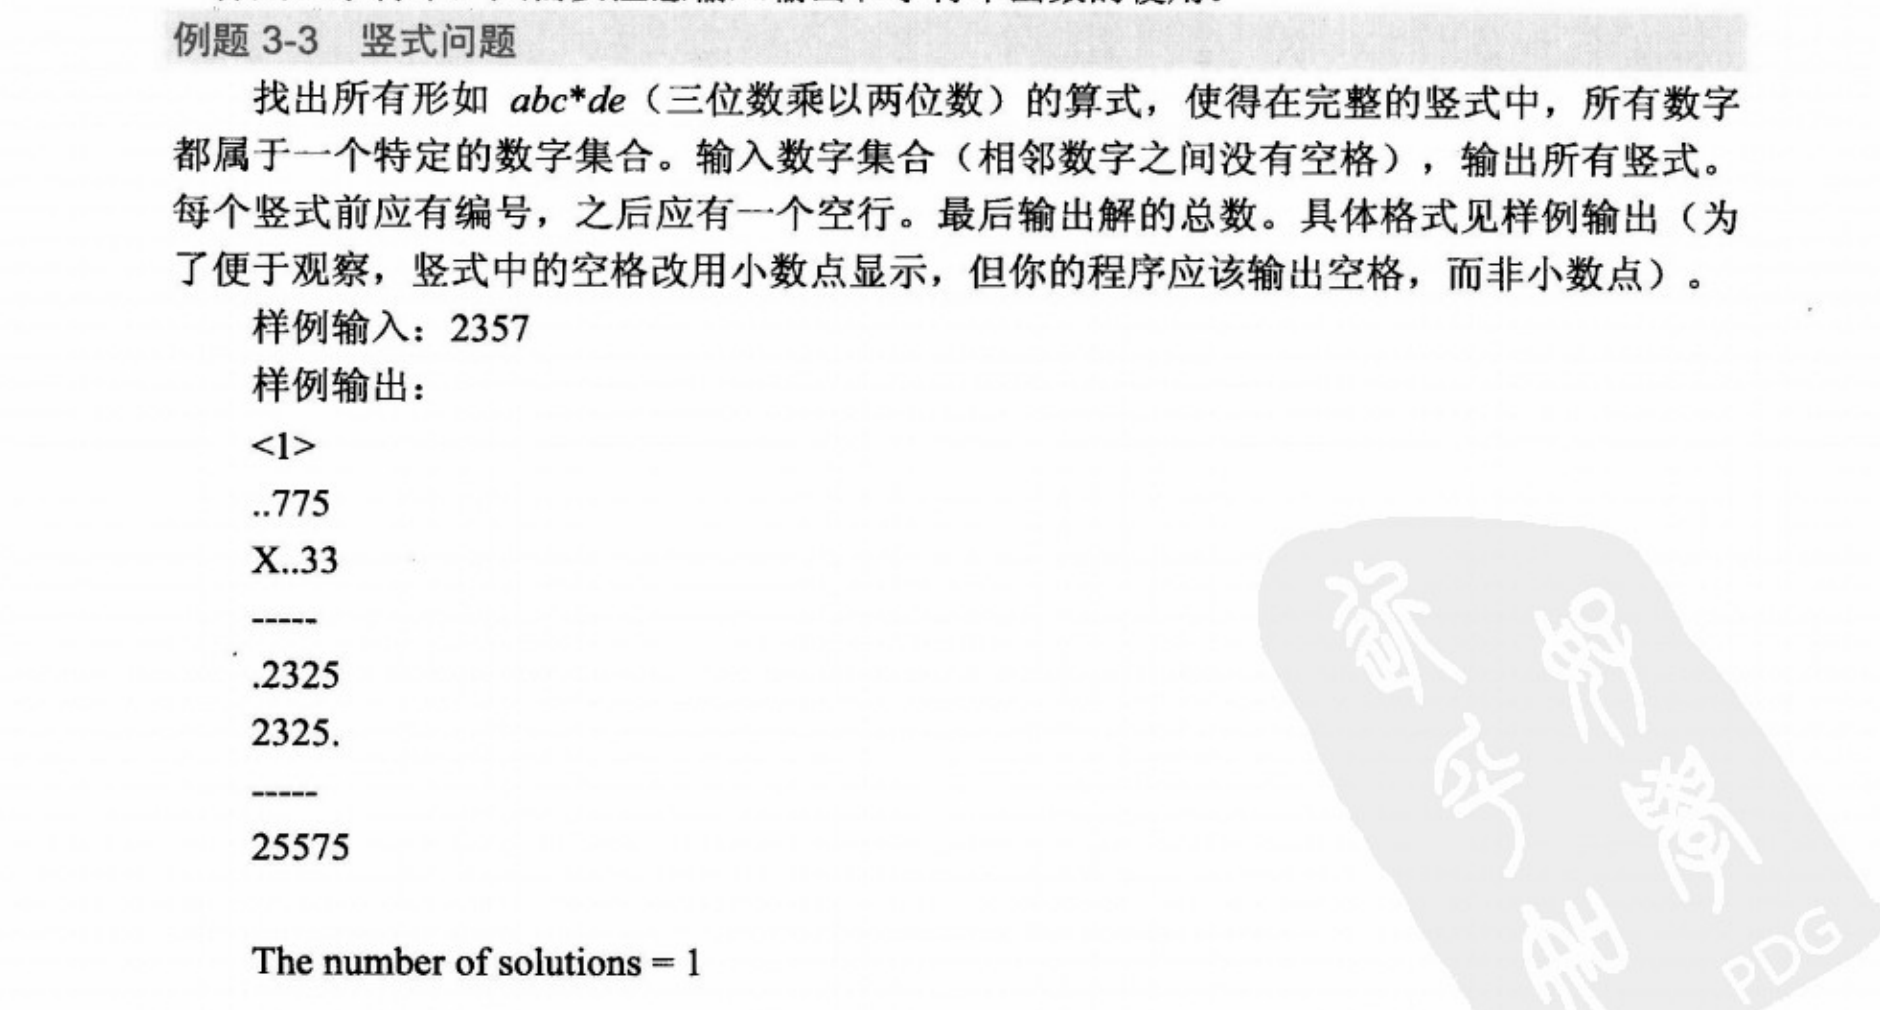 例题 3-3 竖式问题
找出所有形如 abc*de（三位数乘以两位数）的算式，使得在完整的竖式中，所有数字
都属于一个特定的数字集合。输入数字集合（相邻数字之间没有空格），输出所有竖式。
每个竖式前应有编号，之后应有一个空行。最后输出解的总数。具体格式见样例输出（为
了便于观察，竖式中的空格改用小数点显示，但你的程序应该输出空格，而非小数点）。
样例输入：2357
样例输出：
<1>
..775
X..33
-----
.2325
2325.
-----
25575
The number of solutions = 1
PDG